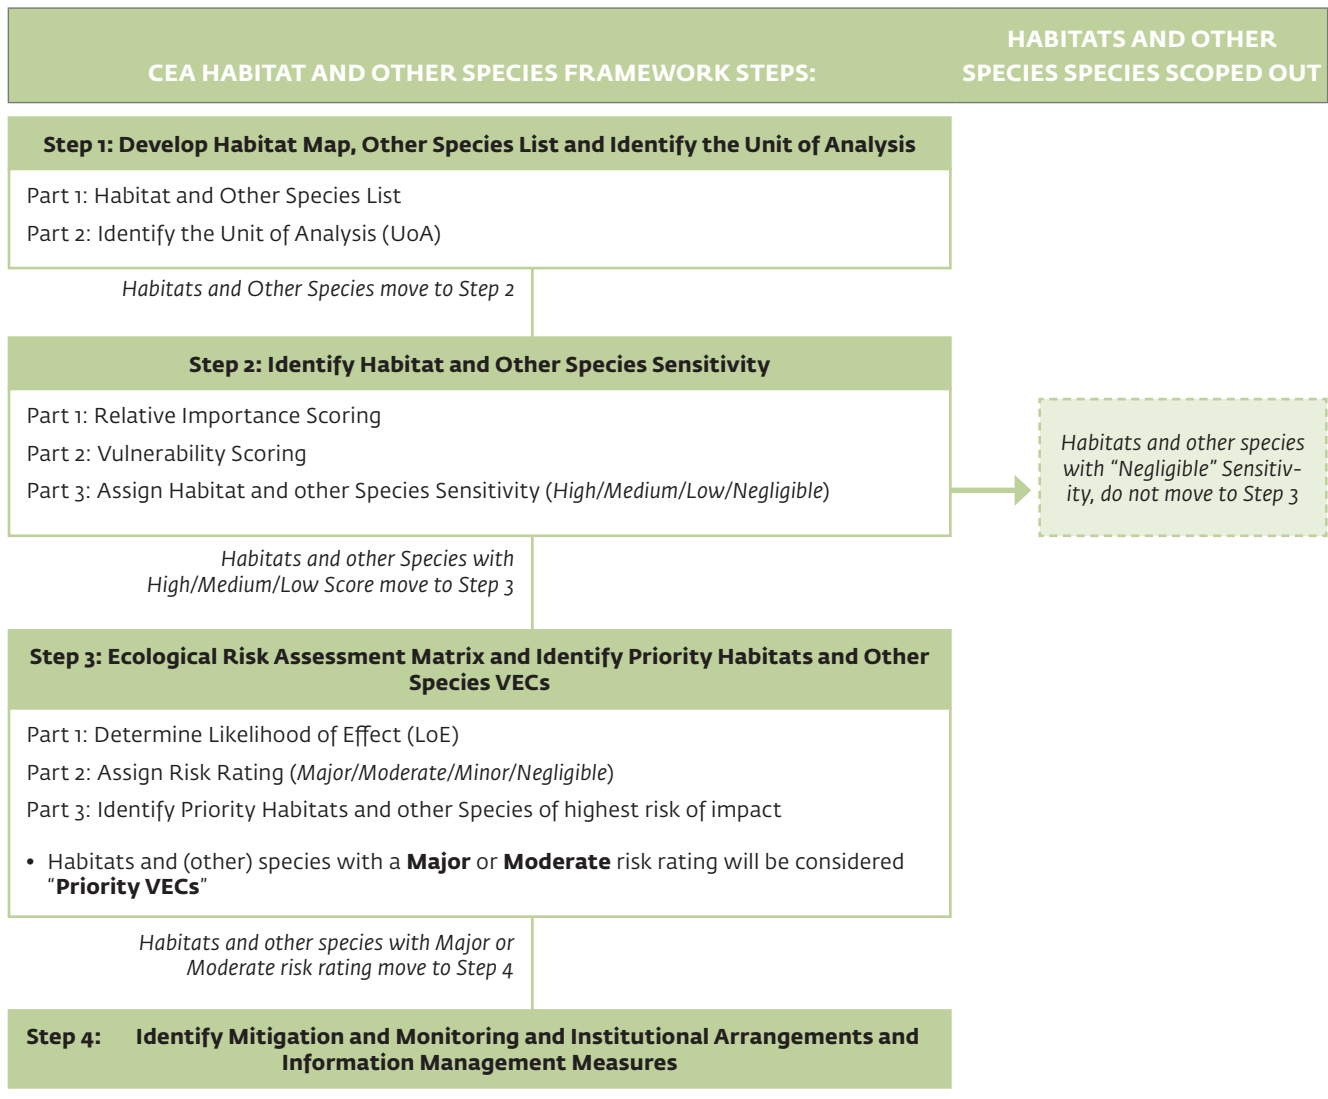 CEA HABITAT AND OTHER SPECIES FRAMEWORK STEPS:
HABITATS AND OTHER
SPECIES SPECIES SCOPED OUT
Step 1: Develop Habitat Map, Other Species List and Identify the Unit of Analysis
Part 1: Habitat and Other Species List
Part 2: Identify the Unit of Analysis (UoA)
Habitats and Other Species move to Step 2
Step 2: Identify Habitat and Other Species Sensitivity
Part 1: Relative Importance Scoring
Part 2: Vulnerability Scoring
Part 3: Assign Habitat and other Species Sensitivity (High/Medium/Low/Negligible)
Habitats and other species
with “Negligible” Sensitiv-
ity, do not move to Step 3
Habitats and other Species with
High/Medium/Low Score move to Step 3
Step 3: Ecological Risk Assessment Matrix and Identify Priority Habitats and Other
Species VECs
Part 1: Determine Likelihood of Effect (LoE)
Part 2: Assign Risk Rating (Major/Moderate/Minor/Negligible)
Part 3: Identify Priority Habitats and other Species of highest risk of impact
• Habitats and (other) species with a Major or Moderate risk rating will be considered
“Priority VECs”
Habitats and other species with Major or
Moderate risk rating move to Step 4
Step 4: Identify Mitigation and Monitoring and Institutional Arrangements and
Information Management Measures